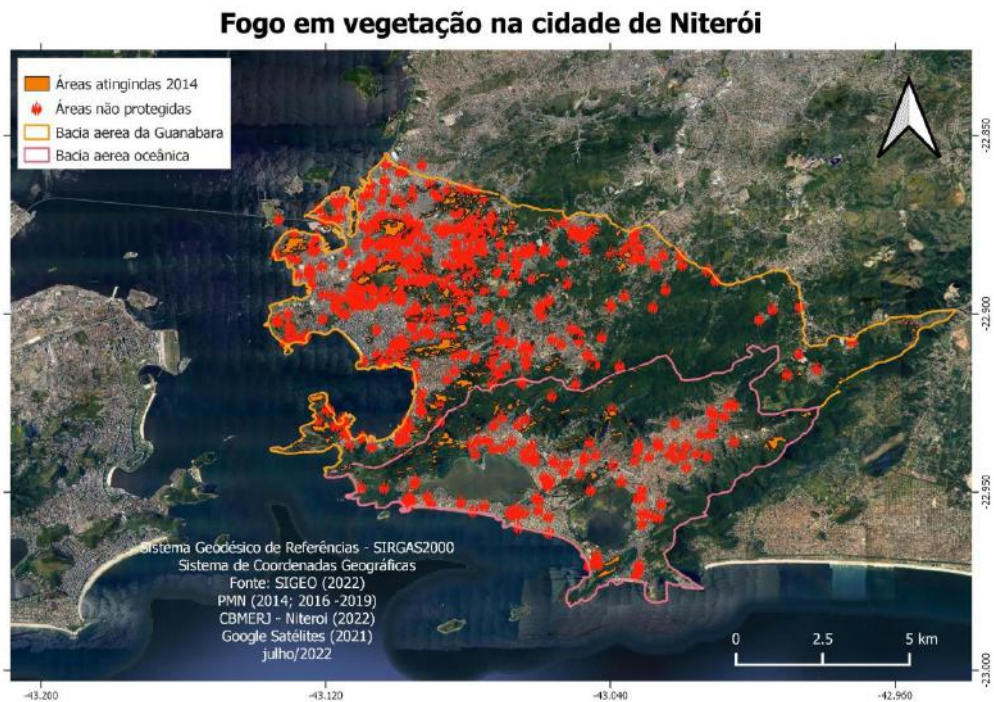 Fogo em vegetação na cidade de Niterói
Áreas atingindas 2014
Áreas não protegidas
Bacia aerea da Guanabara
Bacia aerea oceânica
-22.850
-22.900
-22.950
-23.000
Sistema Geodésico de Referências - SIRGAS2000
Sistema de Coordenadas Geográficas
Fonte: SIGEO (2022)
PMN (2014; 2016 -2019)
CBMERJ - Niteroi (2022)
Google Satélites (2021)
julho/2022
0 2.5 5 km
-43.200 -43.120 -43.040 -42.960